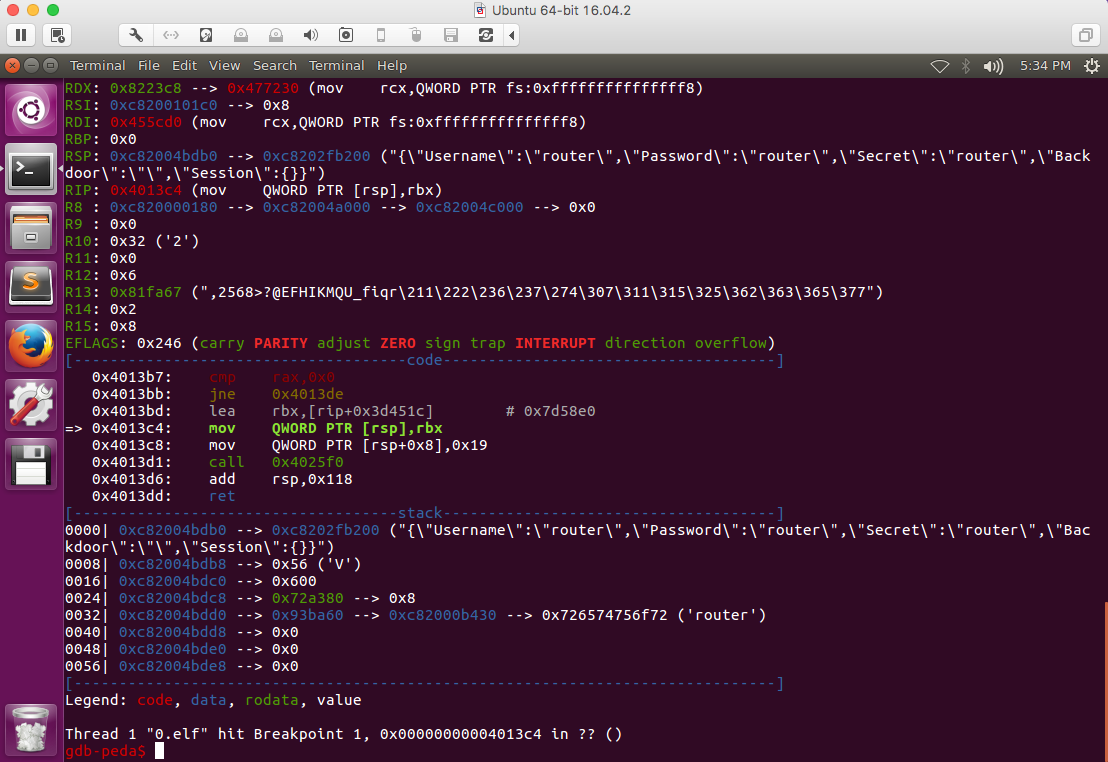 Ubuntu 64-bit 16.04.2
Terminal File Edit View Search Terminal Help 5:34 PM
RDX: 0x8223c8 --> 0x477230 (mov    rcx,QWORD PTR fs:0xfffffffffffffff8)
RSI: 0xc8200101c0 --> 0x8
RDI: 0x455cd0 (mov    rcx,QWORD PTR fs:0xfffffffffffffff8)
RBP: 0x0
RSP: 0xc82004bdb0 --> 0xc8202fb200 ("{\"Username\":\"router\",\"Password\":\"router\",\"Secret\":\"router\",\"Back
door\":\"\",\"Session\":{}}")
RIP: 0x4013c4 (mov    QWORD PTR [rsp],rbx)
R8 : 0xc820000180 --> 0xc82004a000 --> 0xc82004c000 --> 0x0
R9 : 0x0
R10: 0x32 ('2')
R11: 0x0
R12: 0x6
R13: 0x81fa67 (",2568>?@EFHIKMQU_fiqr\211\222\236\237\274\307\311\315\325\362\363\365\377")
R14: 0x2
R15: 0x8
EFLAGS: 0x246 (carry PARITY adjust ZERO sign trap INTERRUPT direction overflow)
[-------------------------------------code-------------------------------------]
   0x4013b7:    cmp    rax,0x0
   0x4013bb:    jne    0x4013de
   0x4013bd:    lea    rbx,[rip+0x3d451c]        # 0x7d58e0
=> 0x4013c4:    mov    QWORD PTR [rsp],rbx
   0x4013c8:    mov    QWORD PTR [rsp+0x8],0x19
   0x4013d1:    call   0x4025f0
   0x4013d6:    add    rsp,0x118
   0x4013dd:    ret
[------------------------------------stack-------------------------------------]
0000| 0xc82004bdb0 --> 0xc8202fb200 ("{\"Username\":\"router\",\"Password\":\"router\",\"Secret\":\"router\",\"Bac
kdoor\":\"\",\"Session\":{}}")
0008| 0xc82004bdb8 --> 0x56 ('V')
0016| 0xc82004bdc0 --> 0x600
0024| 0xc82004bdc8 --> 0x72a380 --> 0x8
0032| 0xc82004bdd0 --> 0x93ba60 --> 0xc82000b430 --> 0x726574756f72 ('router')
0040| 0xc82004bdd8 --> 0x0
0048| 0xc82004bde0 --> 0x0
0056| 0xc82004bde8 --> 0x0
[------------------------------------------------------------------------------]
Legend: code, data, rodata, value

Thread 1 "0.elf" hit Breakpoint 1, 0x00000000004013c4 in ?? ()
gdb-peda$